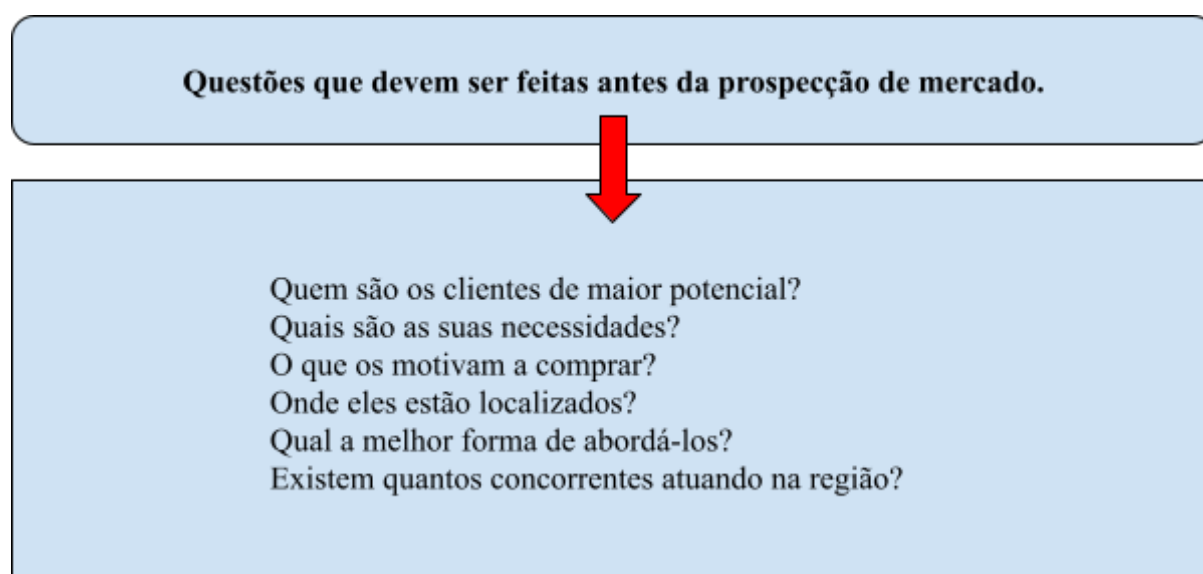 Questões que devem ser feitas antes da prospecção de mercado.
Quem são os clientes de maior potencial?
Quais são as suas necessidades?
O que os motivam a comprar?
Onde eles estão localizados?
Qual a melhor forma de abordá-los?
Existem quantos concorrentes atuando na região?